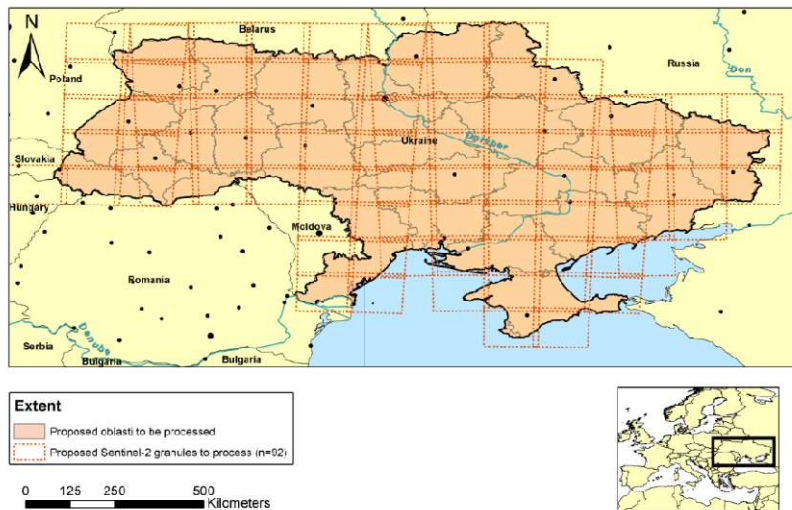 N
Belarus
Poland
Russia
Don
Ukraine
Dnieper
Slovakia
Hungary
Moldova
Romania
Danube
Serbia
Bulgaria
Bulgaria
Extent
Proposed oblasti to be processed
Proposed Sentinel-2 granules to process (n=92)
0 125 250 500
Kilometers